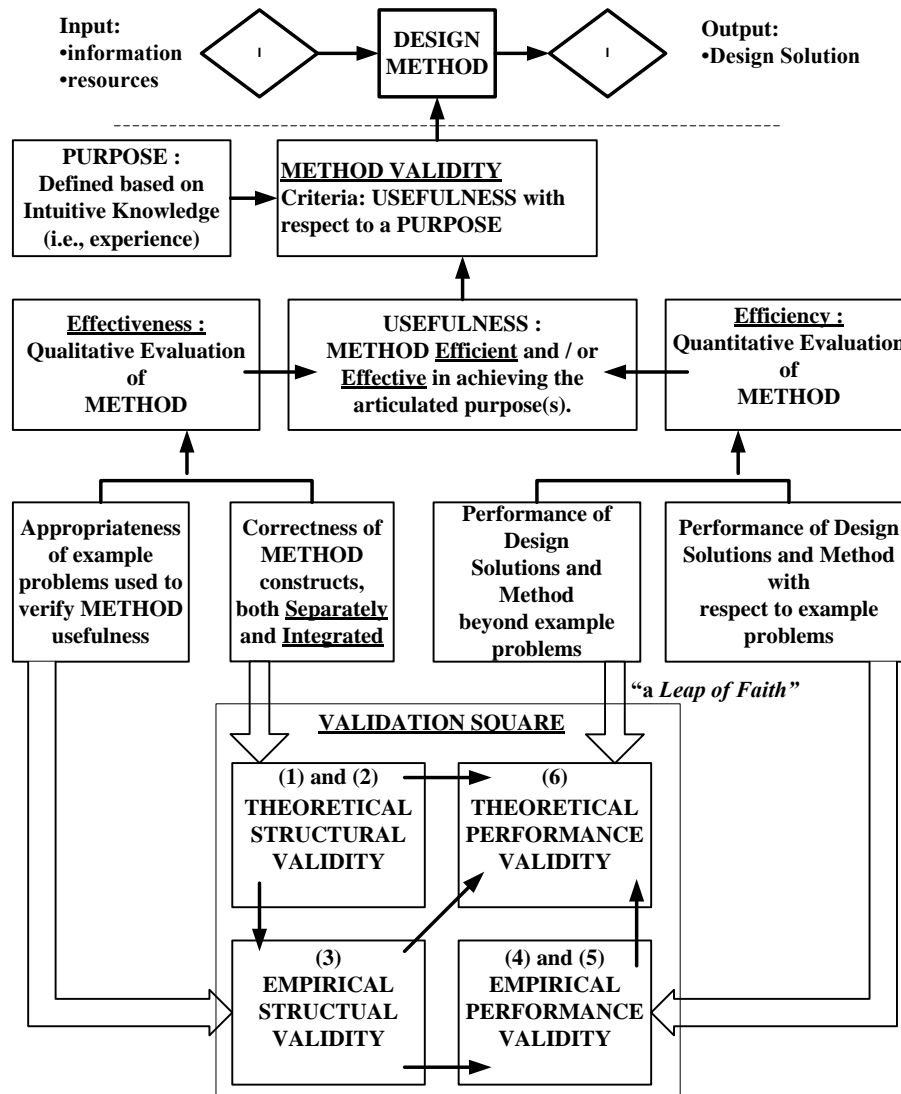 Input:
•information
•resources
I
DESIGN
METHOD
I
Output:
•Design Solution
PURPOSE :
Defined based on
Intuitive Knowledge
(i.e., experience)
METHOD VALIDITY
Criteria: USEFULNESS with
respect to a PURPOSE
Effectiveness :
Qualitative Evaluation
of
METHOD
USEFULNESS :
METHOD Efficient and / or
Effective in achieving the
articulated purpose(s).
Efficiency :
Quantitative Evaluation
of
METHOD
Appropriateness
of example
problems used to
verify METHOD
usefulness
Correctness of
METHOD
constructs,
both Separately
and Integrated
Performance of
Design
Solutions and
Method
beyond example
problems
Performance of Design
Solutions and Method
with
respect to example
problems
“a Leap of Faith”
VALIDATION SQUARE
(1) and (2)
THEORETICAL
STRUCTURAL
VALIDITY
(6)
THEORETICAL
PERFORMANCE
VALIDITY
(3)
EMPIRICAL
STRUCTUAL
VALIDITY
(4) and (5)
EMPIRICAL
PERFORMANCE
VALIDITY